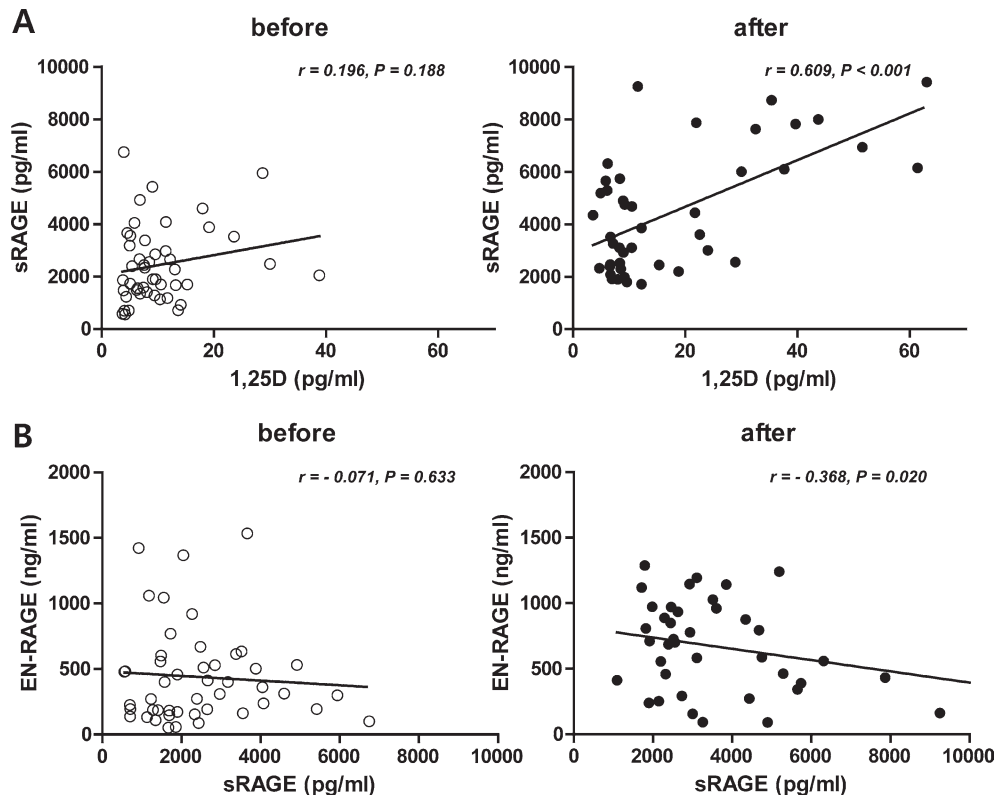 A
before
after
r = 0.196, P = 0.188
r = 0.609, P < 0.001
10000
8000
6000
4000
2000
0
sRAGE (pg/ml)
0 20 40 60
1,25D (pg/ml)
10000
8000
6000
4000
2000
0
sRAGE (pg/ml)
0 20 40 60
1,25D (pg/ml)
B
before
after
r = - 0.071, P = 0.633
r = - 0.368, P = 0.020
2000
1500
1000
500
0
EN-RAGE (ng/ml)
0 2000 4000 6000 8000 10000
sRAGE (pg/ml)
2000
1500
1000
500
0
EN-RAGE (ng/ml)
0 2000 4000 6000 8000 10000
sRAGE (pg/ml)